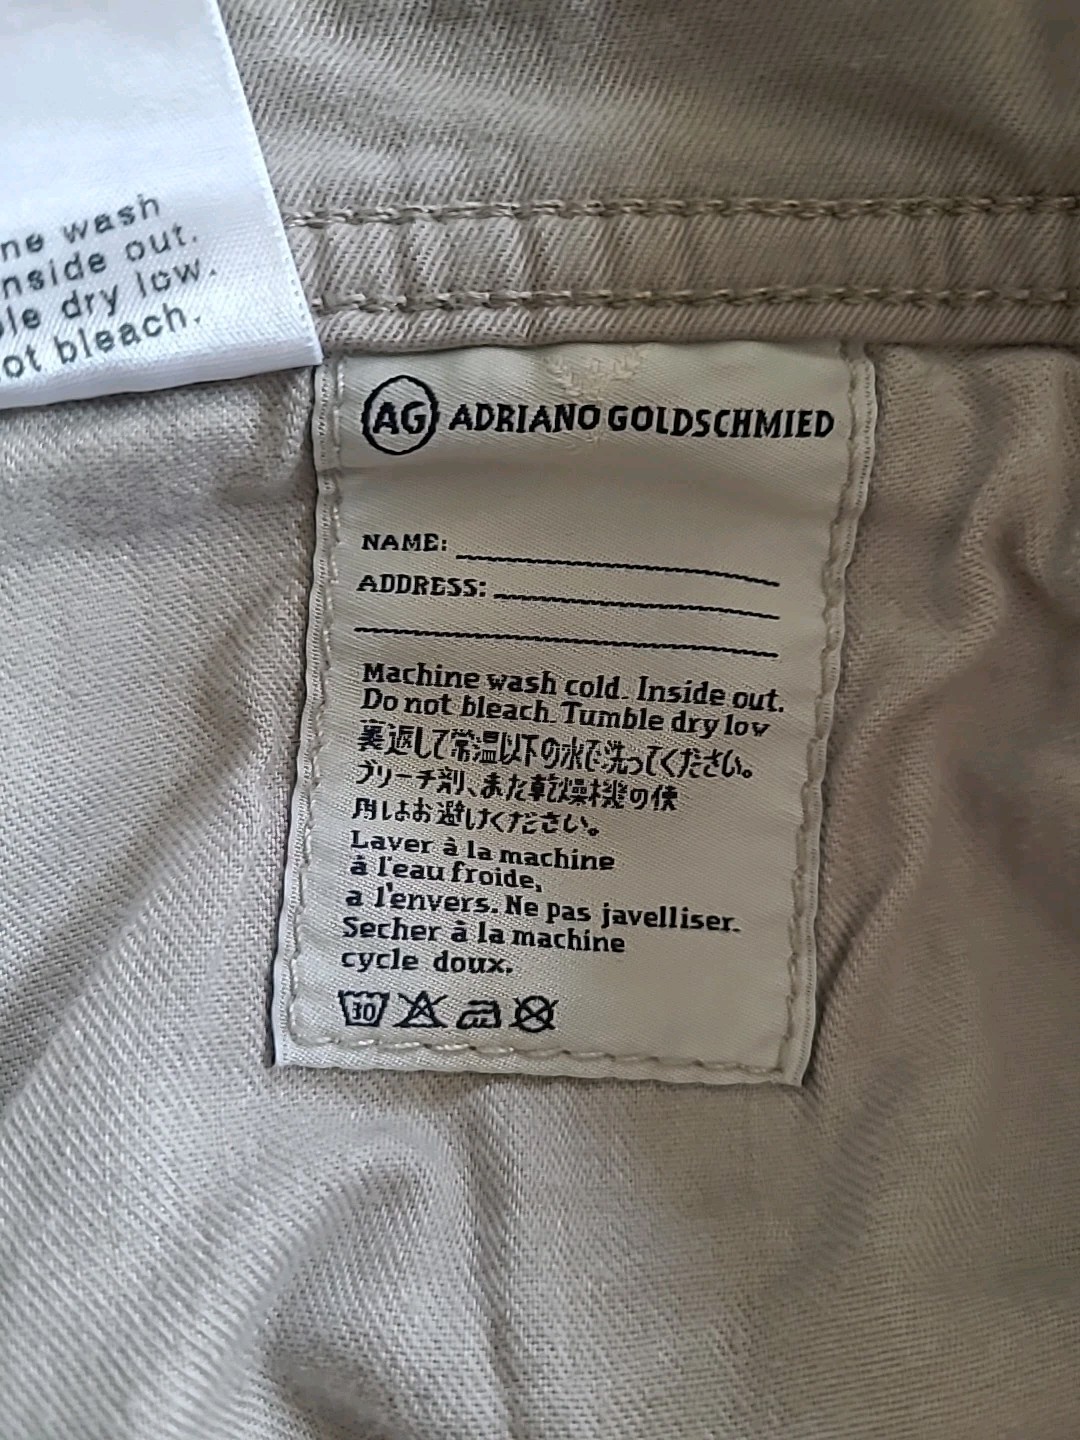 ne wash
nside out.
le dry low.
ot bleach.
AG ADRIANO GOLDSCHMIED
NAME:
ADDRESS:
Machine wash cold. Inside out.
Do not bleach. Tumble dry low
裏返して常温以下の水で洗ってください。
ブリーチ剤、また乾燥機の使
用はお避けください。
Laver à la machine
à l'eau froide,
a l'envers. Ne pas javelliser.
Secher à la machine
cycle doux.
30